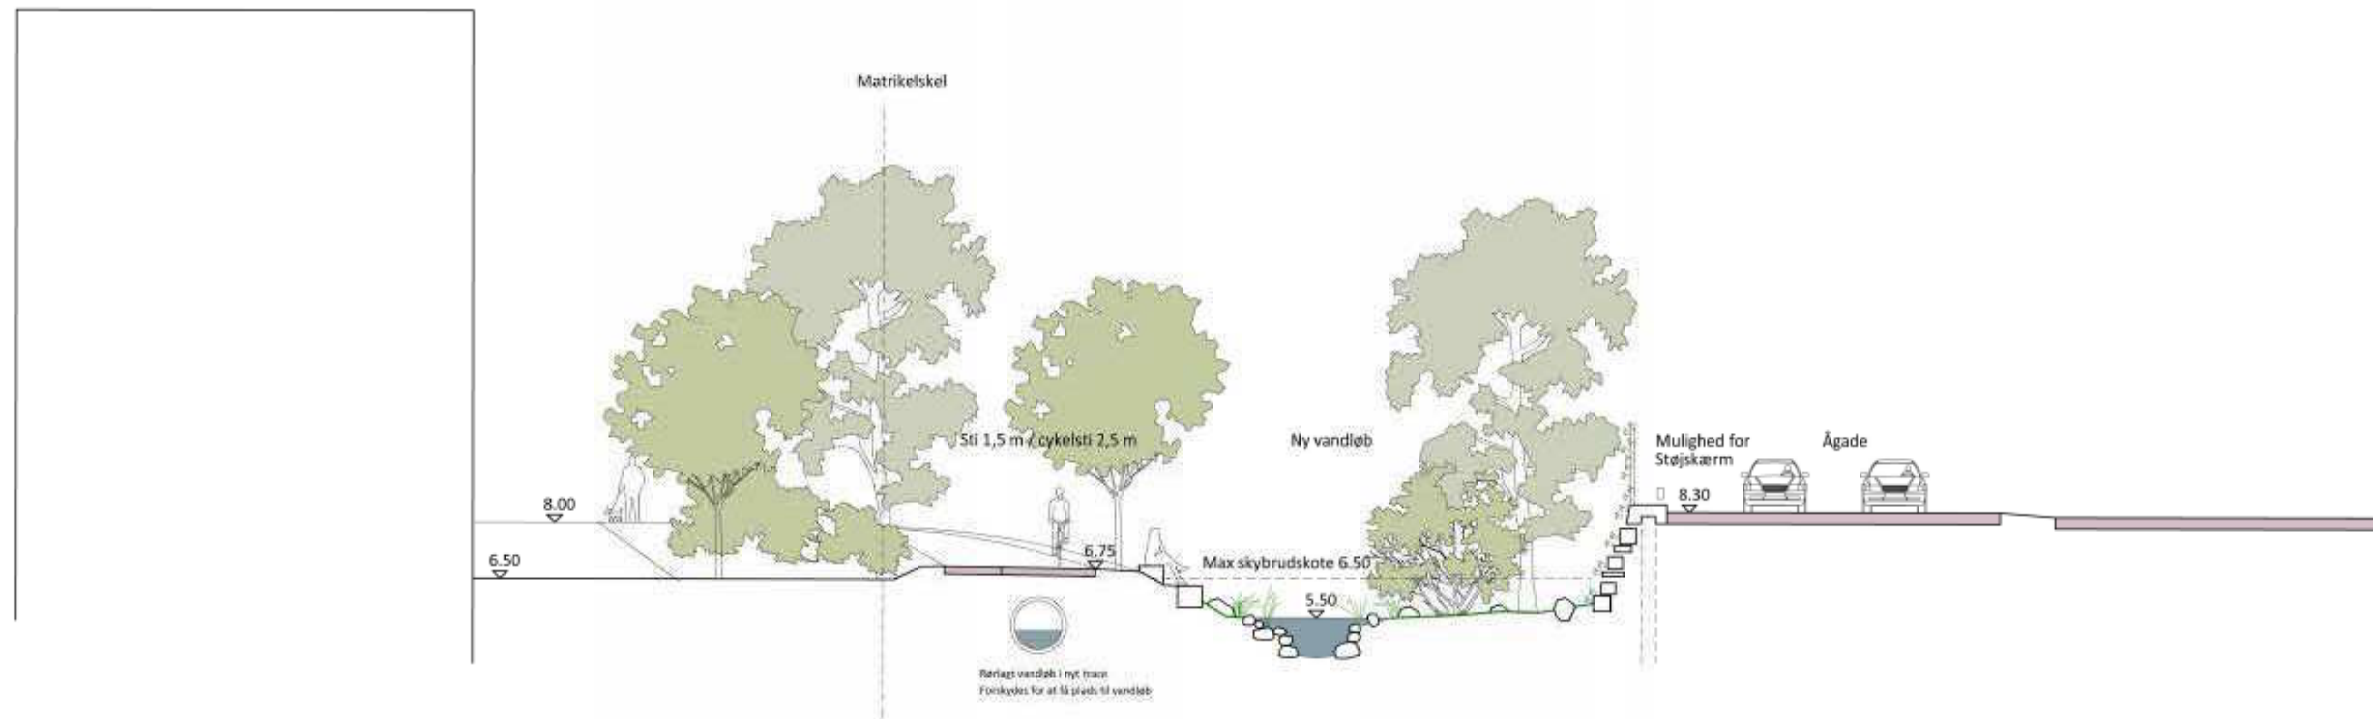 Matrikelskel
Sti 1,5 m / cykelsti 2,5 m
Ny vandløb
Mulighed for
Støjskærm
Ågade
8.00
8.30
6.50
6.75
Max skybrudskote 6.50
5.50
Rørlagt vandløb i nyt trace
Forskydes for at få plads til vandløb